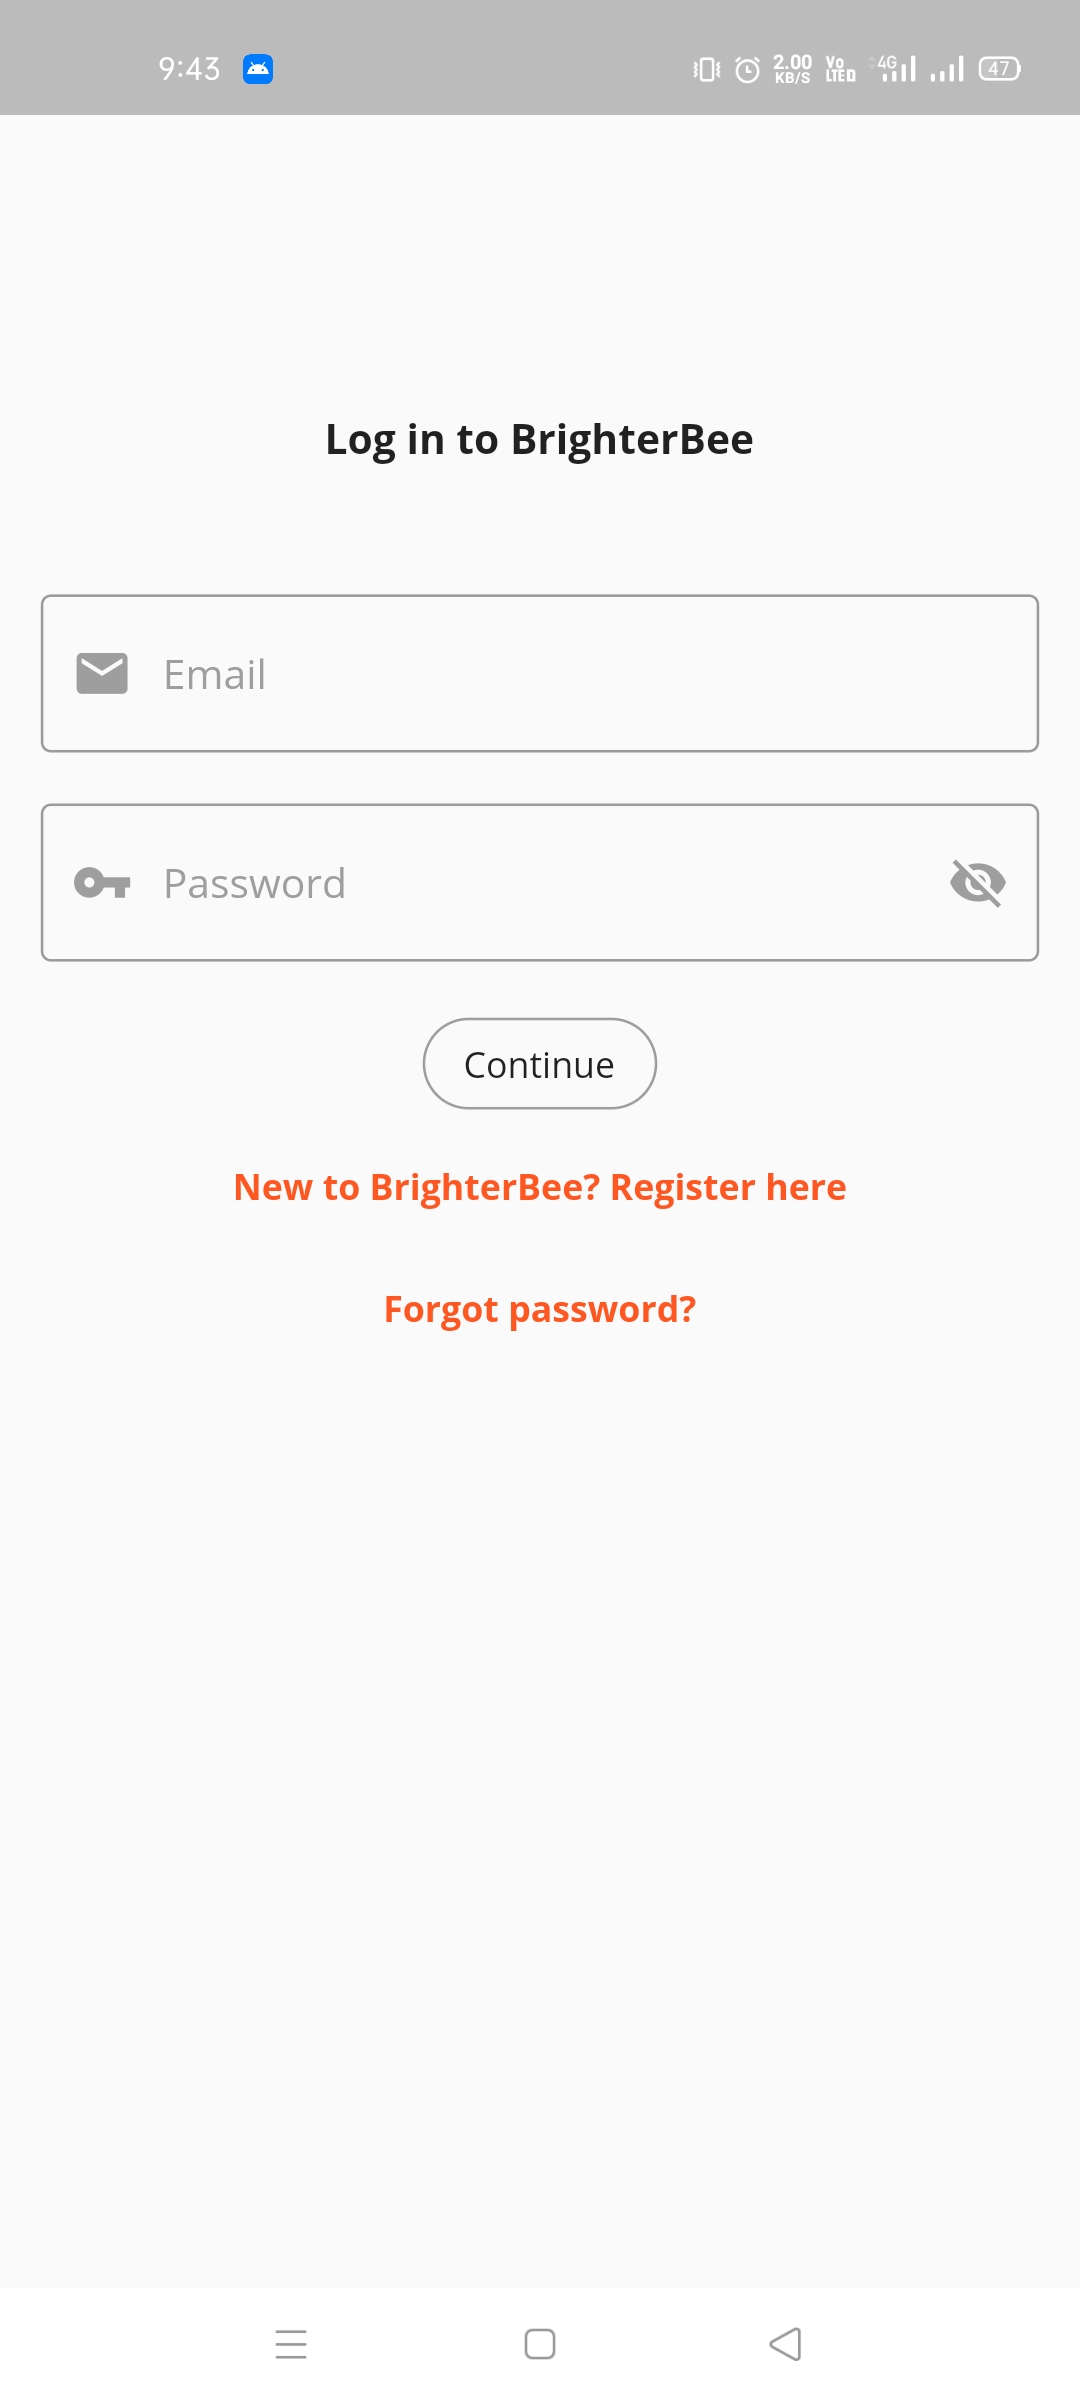 9:43 2.00 KB/S Vo LTE D 4G 47
Log in to BrighterBee
Email
Password
Continue
New to BrighterBee? Register here
Forgot password?